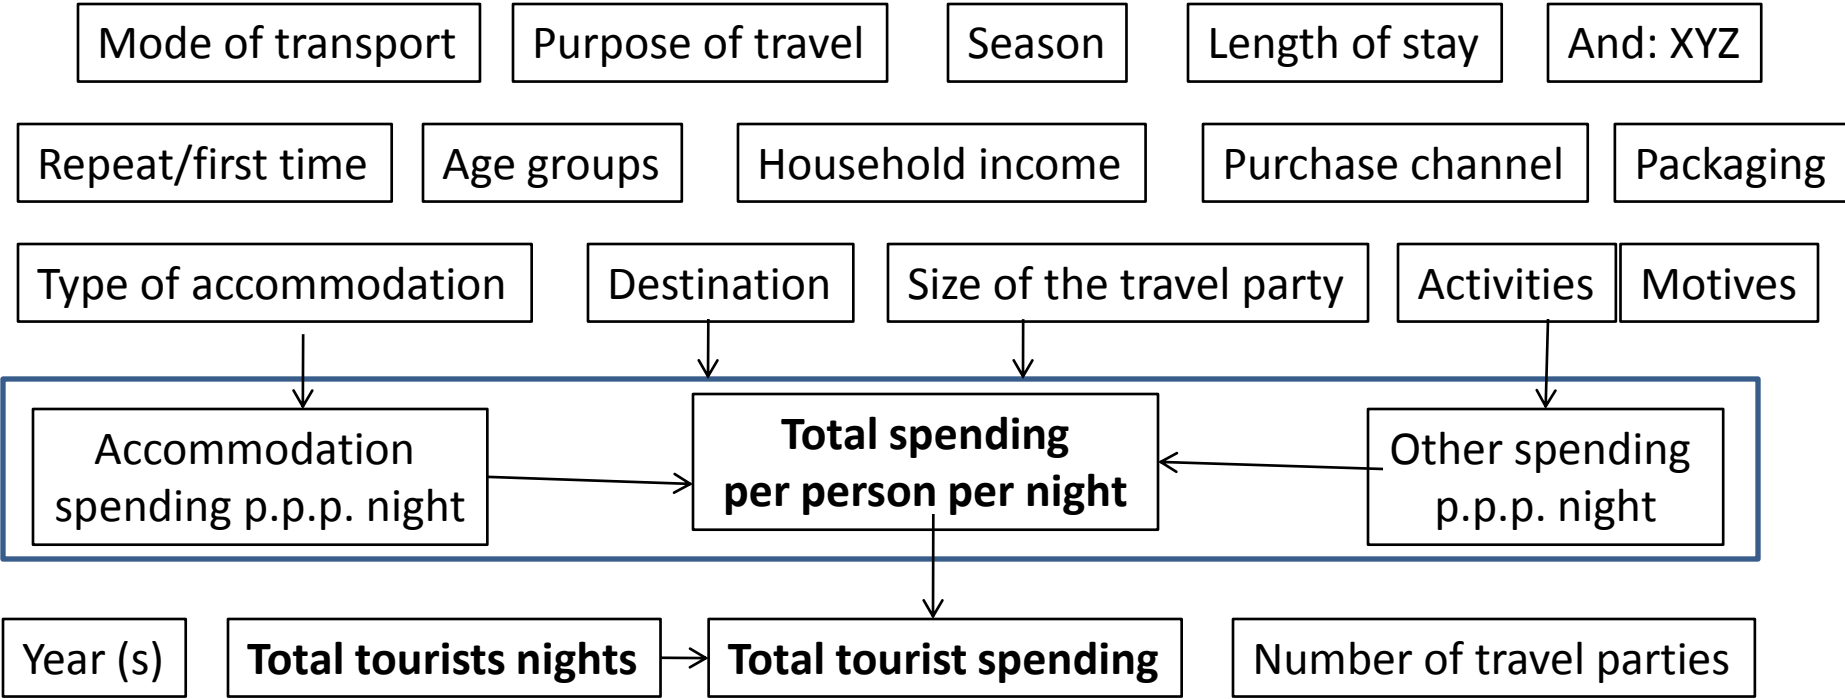 Mode of transport
Purpose of travel
Season
Length of stay
And: XYZ
Repeat/first time
Age groups
Household income
Purchase channel
Packaging
Type of accommodation
Destination
Size of the travel party
Activities
Motives
Accommodation
spending p.p.p. night
Total spending
per person per night
Other spending
p.p.p. night
Year (s)
Total tourists nights
Total tourist spending
Number of travel parties